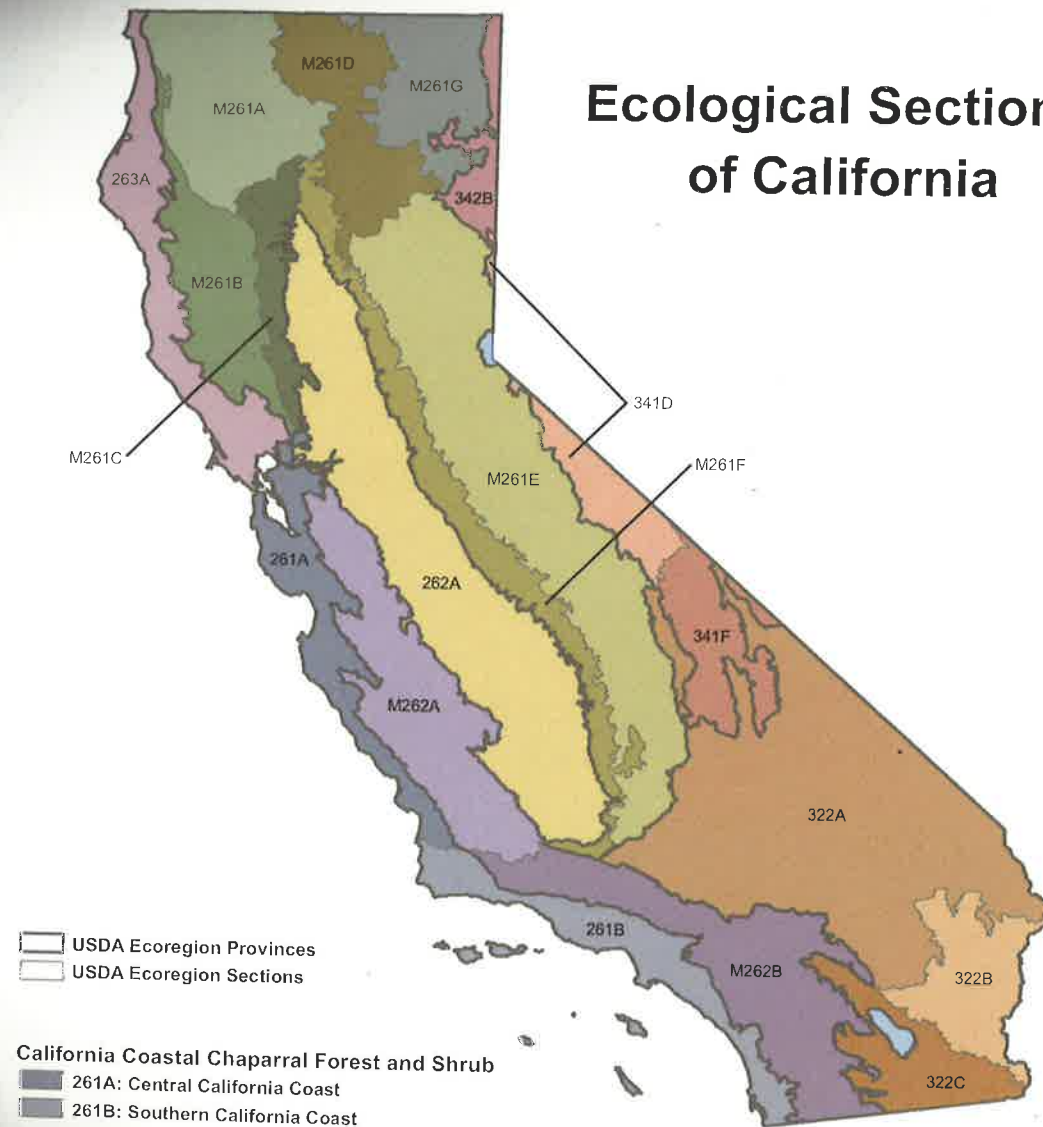 Ecological Section
of California
M261D
M261G
M261A
263A
342B
M261B
341D
M261C
M261F
M261E
261A
262A
341F
M262A
322A
261B
M262B
322B
322C
USDA Ecoregion Provinces
USDA Ecoregion Sections
California Coastal Chaparral Forest and Shrub
261A: Central California Coast
261B: Southern California Coast